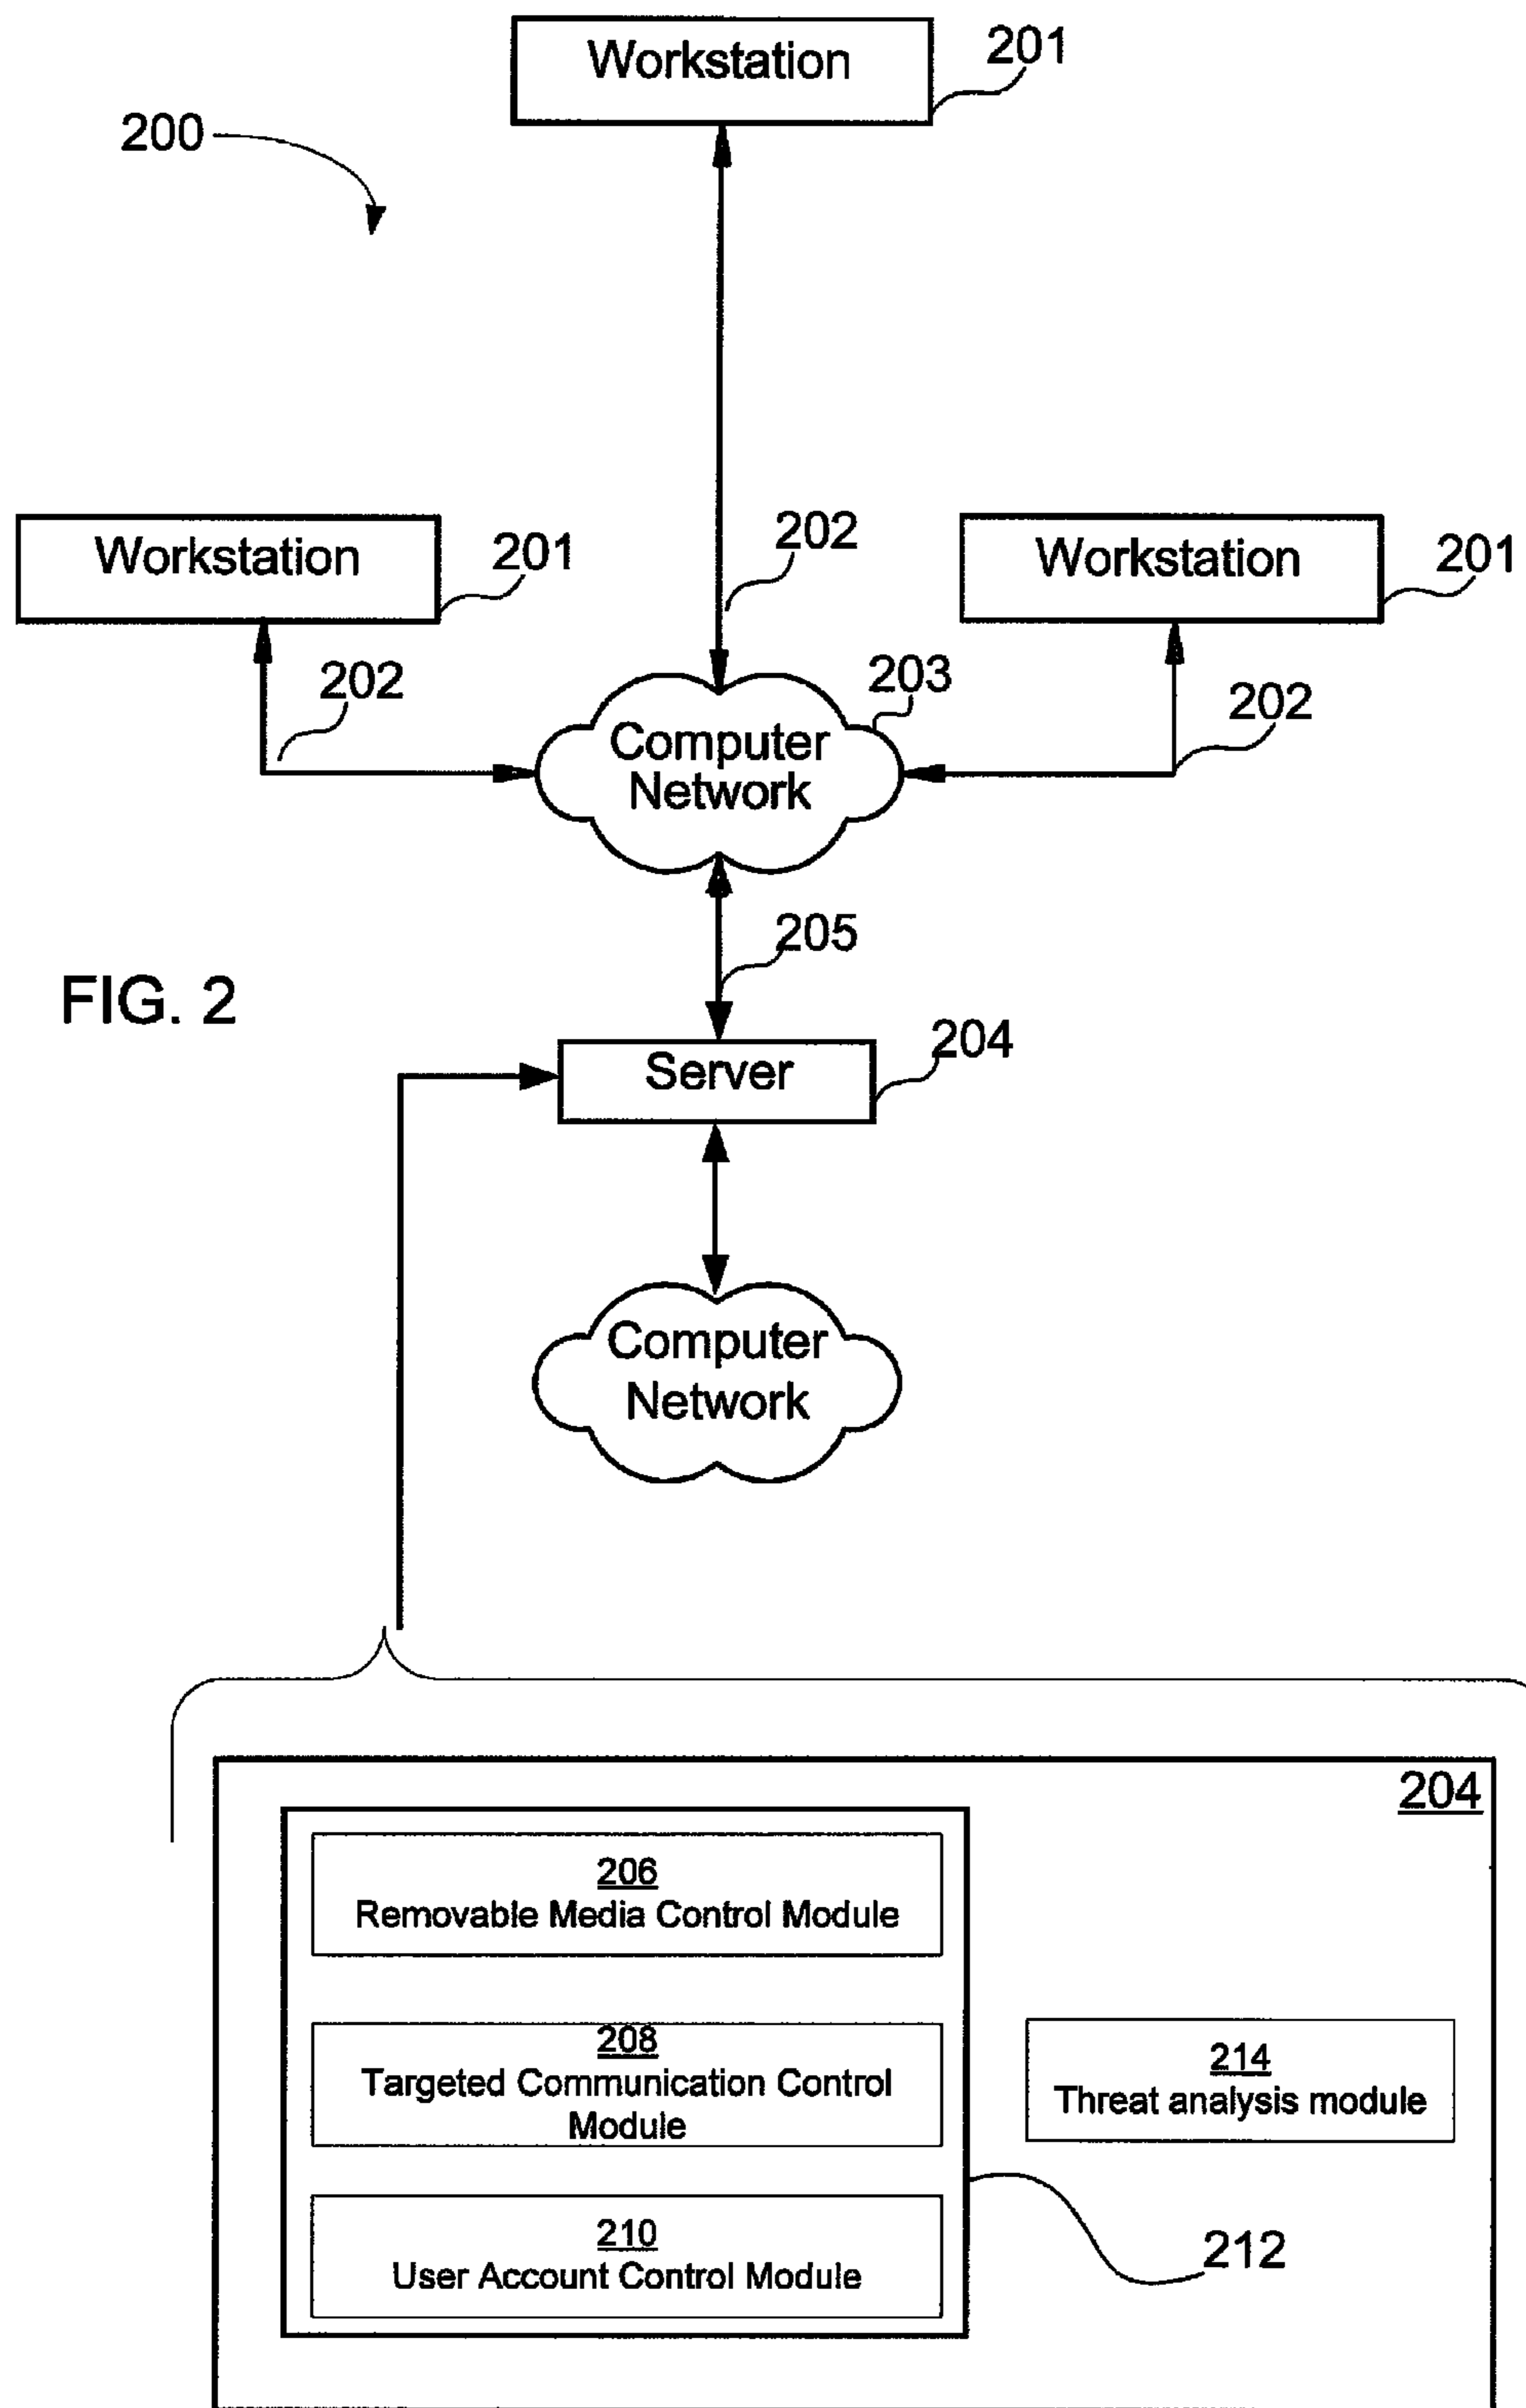 Workstation
201
200
Workstation
201
202
Workstation
201
202
203
202
Computer
Network
205
FIG. 2
Server
204
Computer
Network
204
206
Removable Media Control Module
208
Targeted Communication Control
Module
214
Threat analysis module
210
User Account Control Module
212